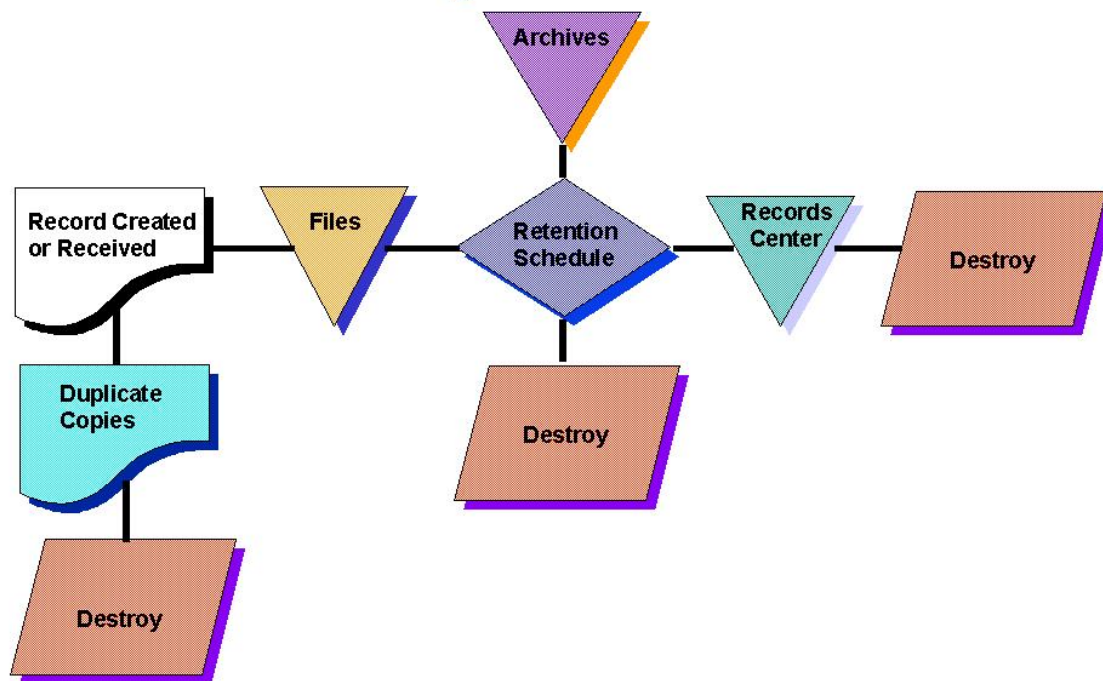 Archives
Record Created
or Received
Files
Retention
Schedule
Records
Center
Destroy
Duplicate
Copies
Destroy
Destroy